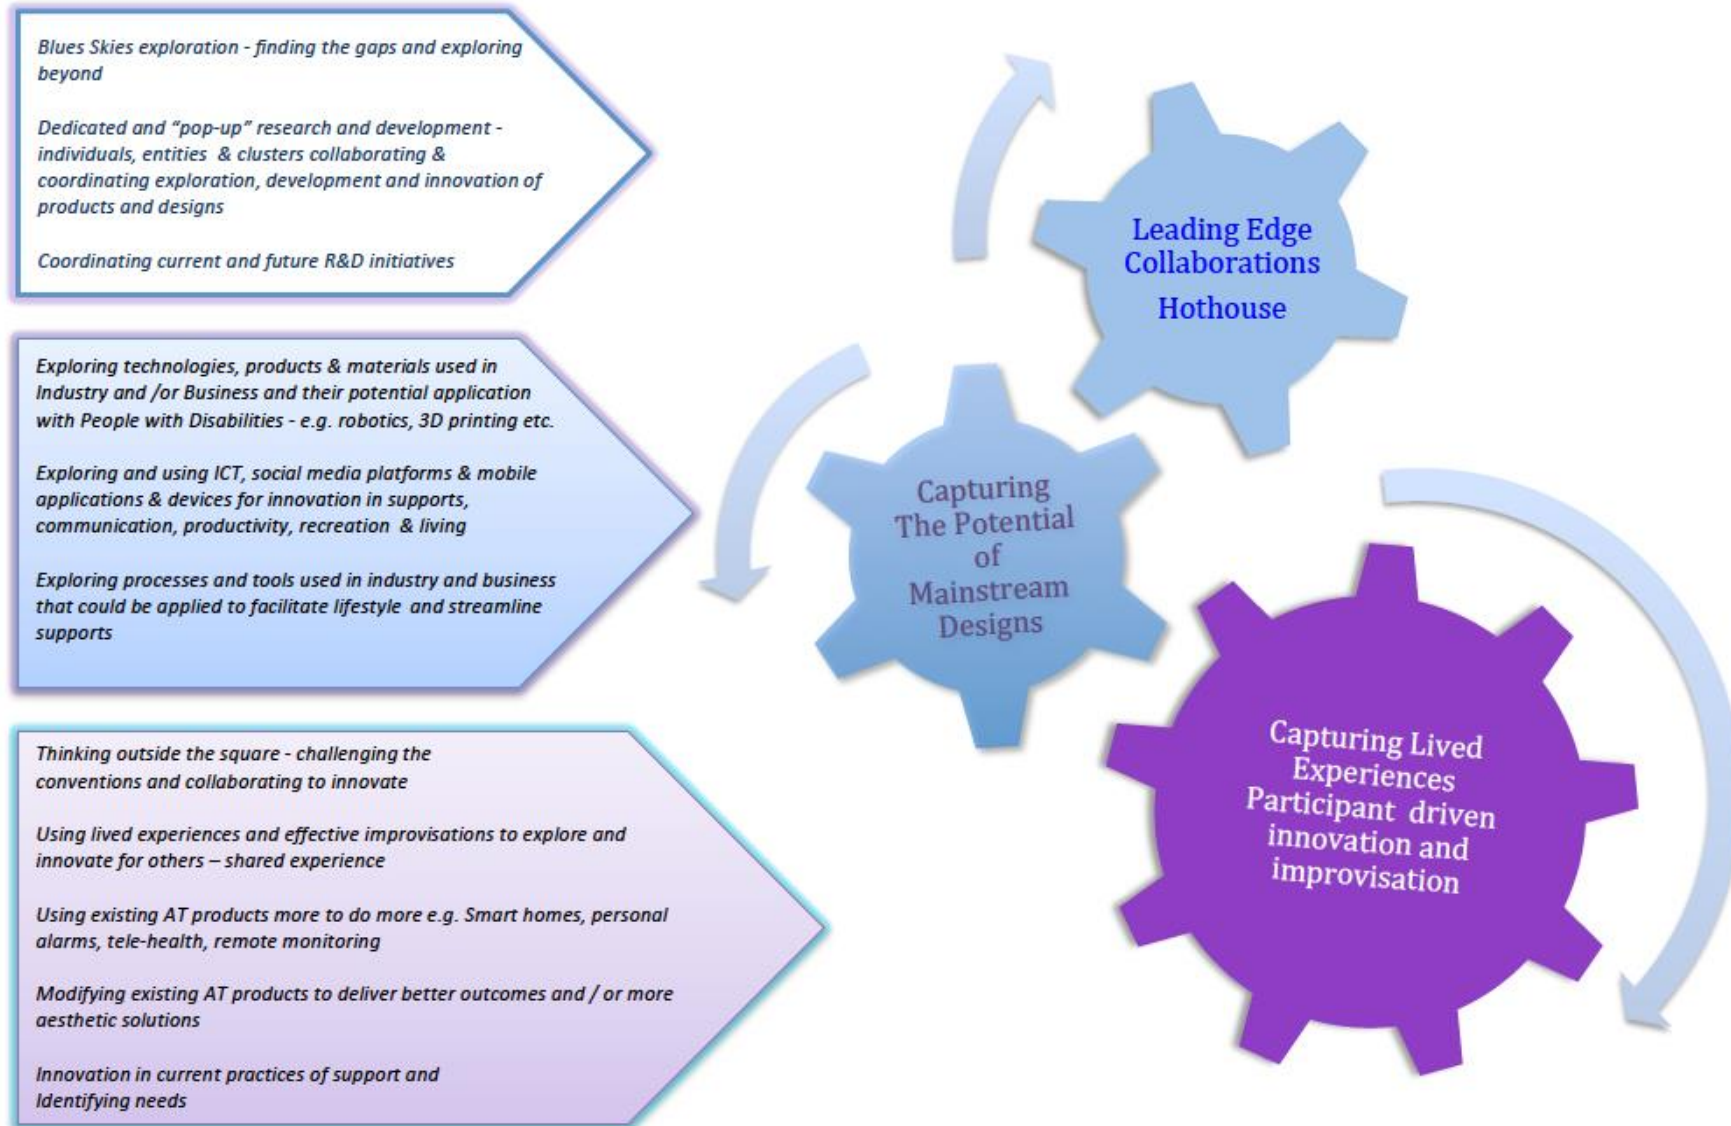 Blues Skies exploration - finding the gaps and exploring
beyond
Dedicated and “pop-up” research and development -
individuals, entities & clusters collaborating &
coordinating exploration, development and innovation of
products and designs
Coordinating current and future R&D initiatives
Exploring technologies, products & materials used in
Industry and /or Business and their potential application
with People with Disabilities - e.g. robotics, 3D printing etc.
Exploring and using ICT, social media platforms & mobile
applications & devices for innovation in supports,
communication, productivity, recreation & living
Exploring processes and tools used in industry and business
that could be applied to facilitate lifestyle and streamline
supports
Thinking outside the square - challenging the
conventions and collaborating to innovate
Using lived experiences and effective improvisations to explore and
innovate for others – shared experience
Using existing AT products more to do more e.g. Smart homes, personal
alarms, tele-health, remote monitoring
Modifying existing AT products to deliver better outcomes and / or more
aesthetic solutions
Innovation in current practices of support and
Identifying needs
Leading Edge
Collaborations
Hothouse
Capturing
The Potential
of
Mainstream
Designs
Capturing Lived
Experiences
Participant driven
innovation and
improvisation